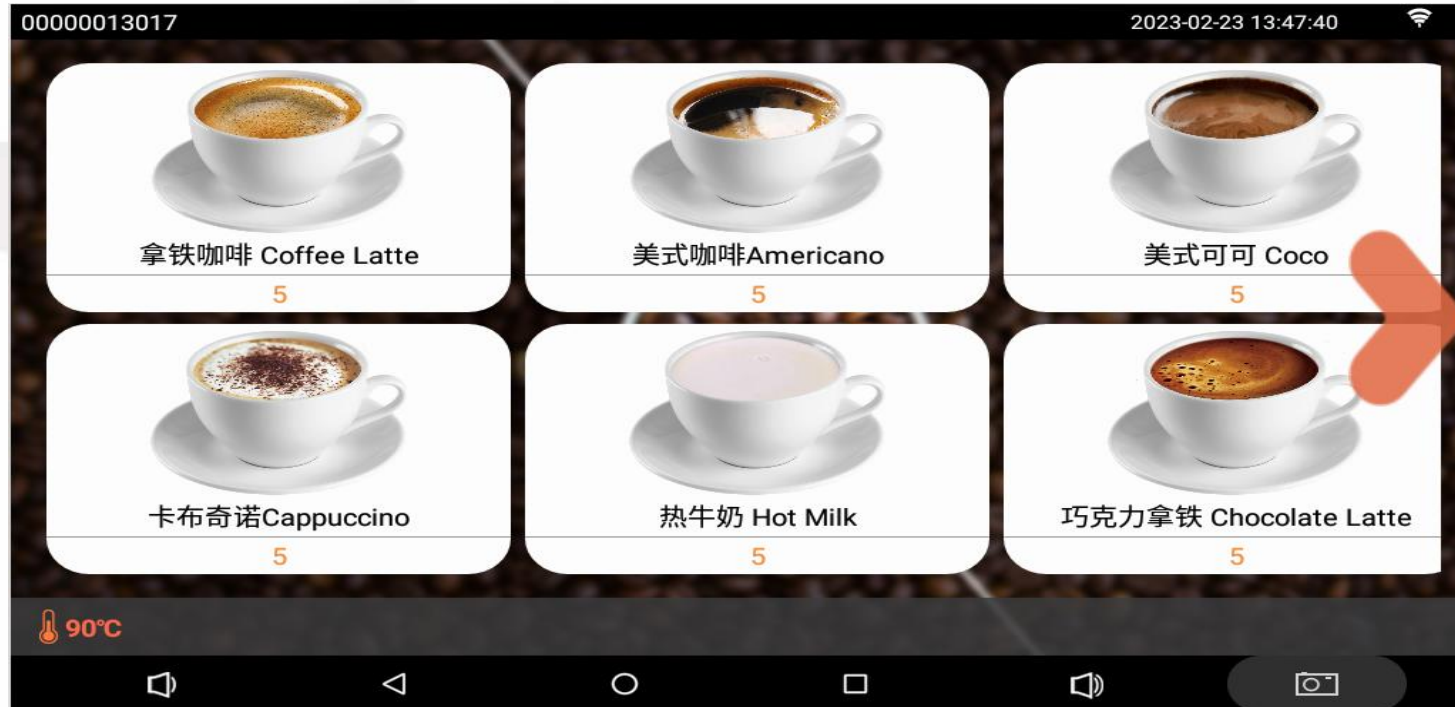 00000013017
2023-02-23 13:47:40
拿铁咖啡 Coffee Latte
5
美式咖啡Americano
5
美式可可 Coco
5
卡布奇诺Cappuccino
5
热牛奶 Hot Milk
5
巧克力拿铁 Chocolate Latte
5
90℃